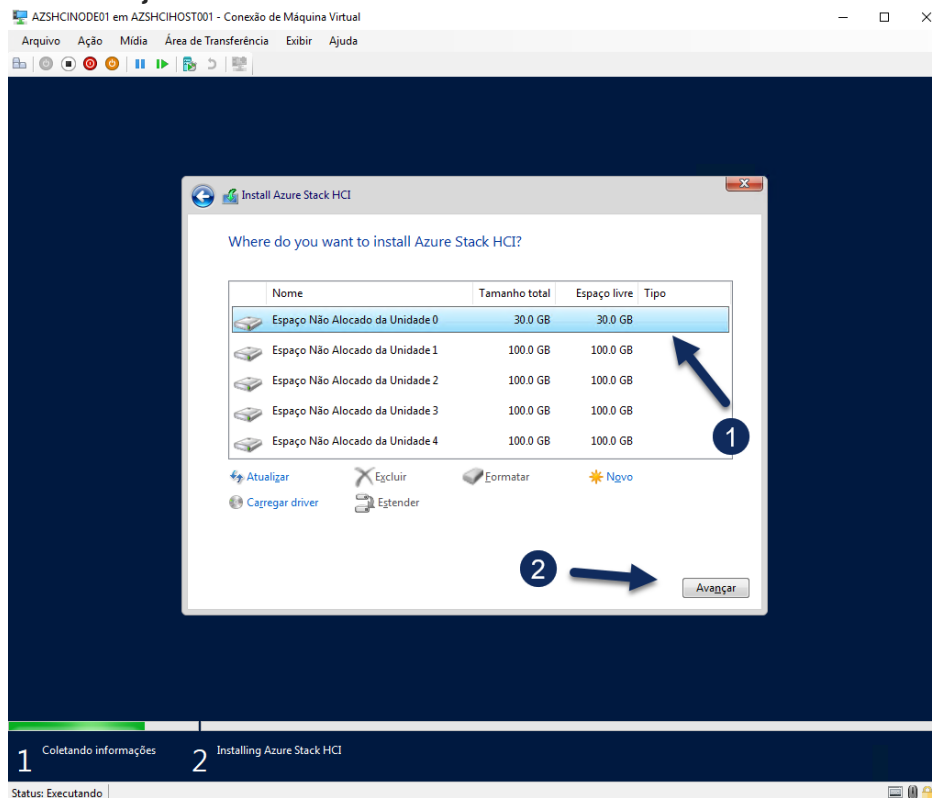 AZSHCINODE01 em AZSHCIHOST001 - Conexão de Máquina Virtual
Arquivo Ação Mídia Área de Transferência Exibir Ajuda
Install Azure Stack HCI
Where do you want to install Azure Stack HCI?
Nome Tamanho total Espaço livre Tipo
Espaço Não Alocado da Unidade 0 30.0 GB 30.0 GB
Espaço Não Alocado da Unidade 1 100.0 GB 100.0 GB
Espaço Não Alocado da Unidade 2 100.0 GB 100.0 GB
Espaço Não Alocado da Unidade 3 100.0 GB 100.0 GB
1
Espaço Não Alocado da Unidade 4 100.0 GB 100.0 GB
Atualizar Excluir Formatar Novo
Carregar driver Estender
2
Avançar
1 Coletando informações 2 Installing Azure Stack HCI
Status: Executando